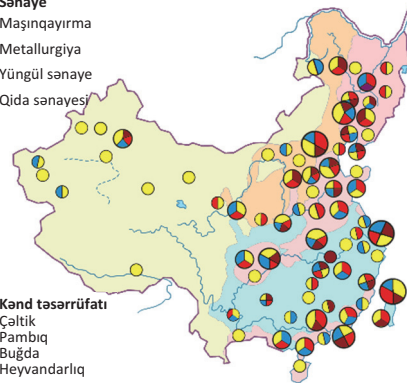 Sənaye
Maşınqayırma
Metallurgiya
Yüngül sənaye
Qida sənayesi
Kənd təsərrüfatı
Çəltik
Pambıq
Buğda
Heyvandarlıq